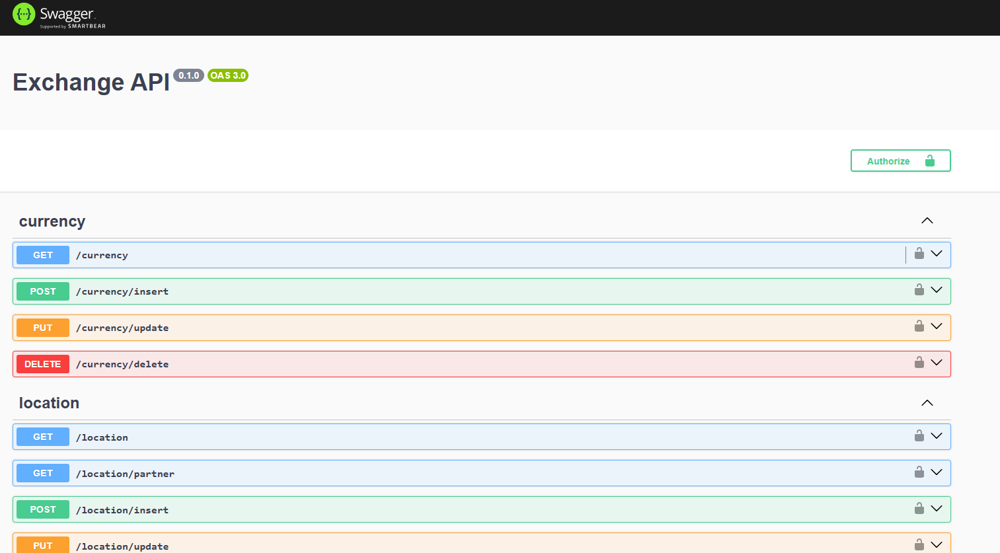 Swagger
Supported by SMARTBEAR
Exchange API 0.1.0 OAS 3.0
Authorize
currency
GET /currency
POST /currency/insert
PUT /currency/update
DELETE /currency/delete
location
GET /location
GET /location/partner
POST /location/insert
PUT /location/update